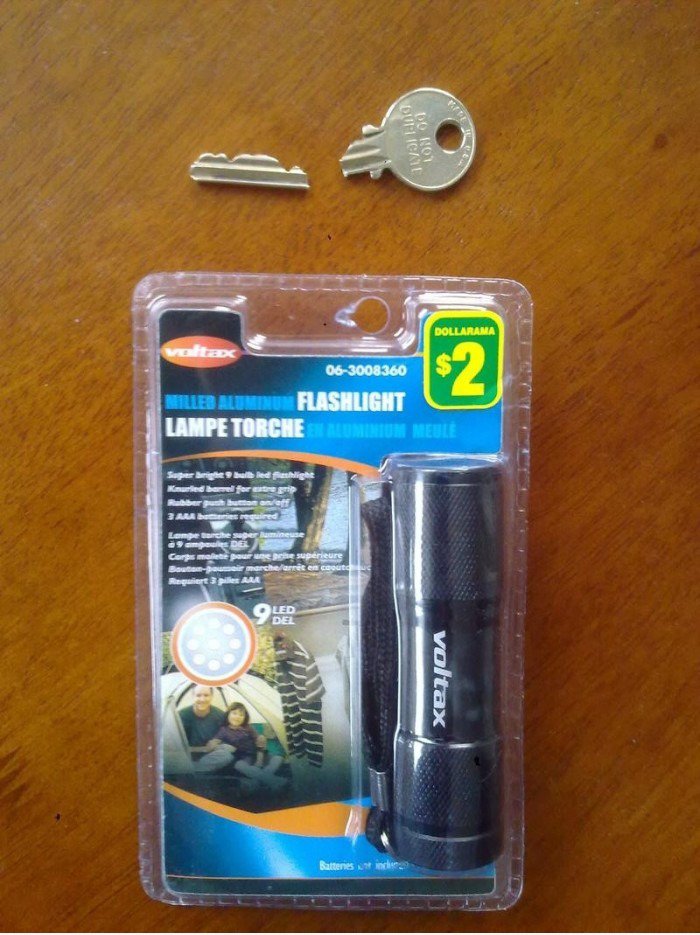 MADE IN U.S.A.
DO NOT
DUPLICATE
voltax
DOLLARAMA
$2
06-3008360
MILLED ALUMINUM FLASHLIGHT
LAMPE TORCHE EN ALUMINIUM MEULÉ
Super bright 9 bulb led flashlight
Knurled barrel for extra grip
Rubber push button on/off
3 AAA batteries required
Lampe torche super lumineuse
à 9 ampoules DEL
Corps moleté pour une prise supérieure
Bouton-poussoir marche/arrêt en caoutchouc
Requiert 3 piles AAA
9 LED
DEL
voltax
Batteries not included